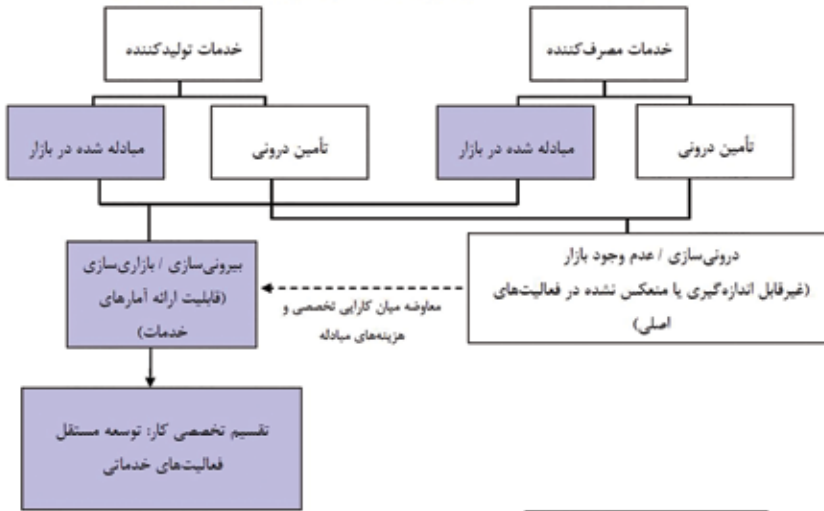 خدمات مصرف‌کننده
خدمات تولیدکننده
تأمین درونی
مبادله شده در بازار
تأمین درونی
مبادله شده در بازار
درونی‌سازی / عدم وجود بازار
(غیرقابل اندازه‌گیری یا منعکس نشده در فعالیت‌های
اصلی)
معاوضه میان کارایی تخصصی و
هزینه‌های مبادله
بیرونی‌سازی / بازاری‌سازی
(قابلیت ارائه آمارهای
خدمات)
تقسیم تخصصی کار: توسعه مستقل
فعالیت‌های خدماتی